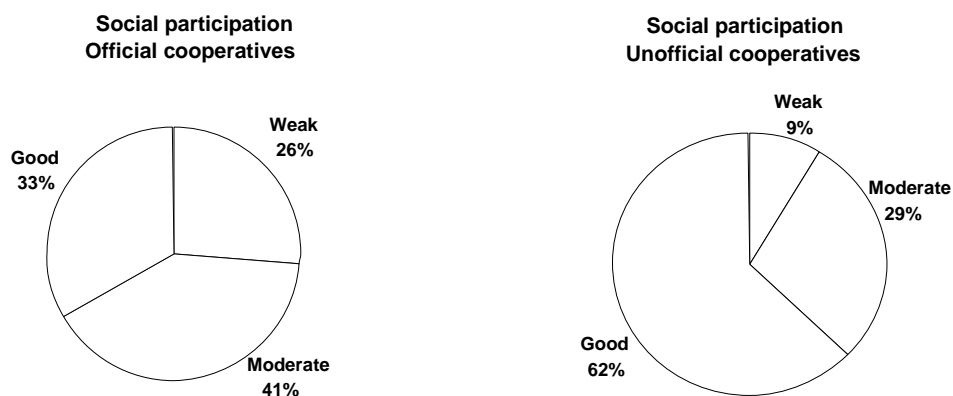 Social participation
Official cooperatives
Weak
26%
Good
33%
Moderate
41%
Social participation
Unofficial cooperatives
Weak
9%
Moderate
29%
Good
62%